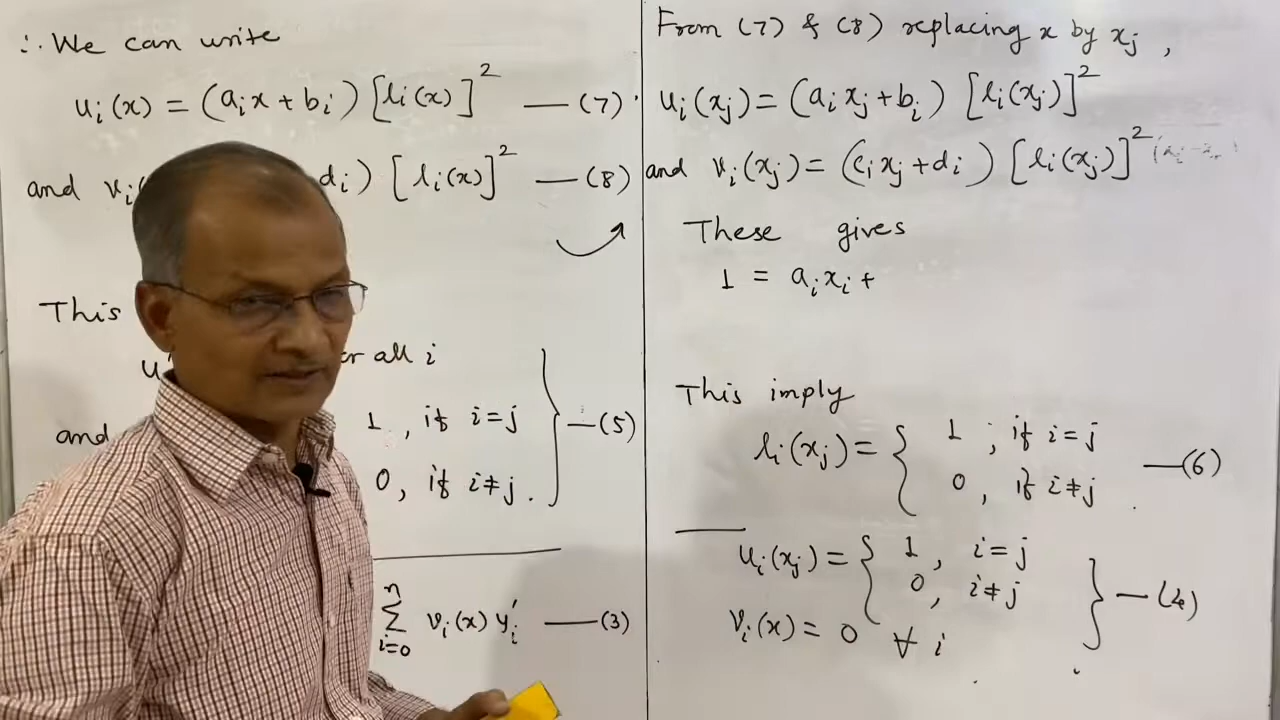 ∴ We can write
uᵢ(x) = (aᵢx + bᵢ) [lᵢ(x)]² — (7)
and vᵢ( dᵢ) [lᵢ(x)]² — (8)
This
u for all i
and 1, if i=j
0, if i≠j. } — (5)
n
∑ vᵢ(x) yᵢ′ — (3)
i=0
From (7) & (8) replacing x by xⱼ,
uᵢ(xⱼ) = (aᵢxⱼ + bᵢ) [lᵢ(xⱼ)]²
and vᵢ(xⱼ) = (cᵢxⱼ + dᵢ) [lᵢ(xⱼ)]²
These gives
1 = aᵢxᵢ +
This imply
lᵢ(xⱼ) = { 1, if i=j
0, if i≠j — (6)
uᵢ(xⱼ) = { 1, i=j
0, i≠j
vᵢ(x) = 0 ∀ i } — (4)